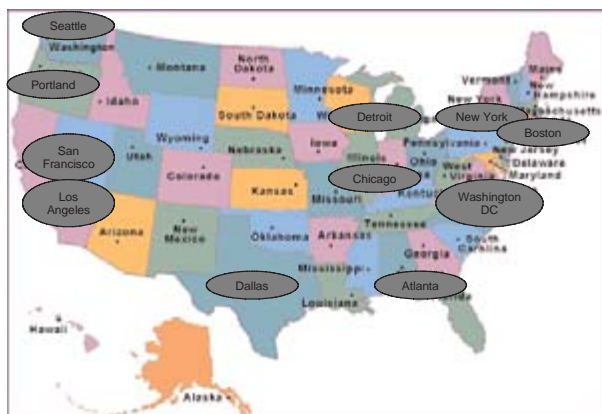 Seattle
Washington
Portland
Montana
North
Dakota
Minnesota
Idaho
South Dakota
Wyoming
Detroit
New York
New York
Vermont
Maine
New
Hampshire
Massachusetts
Boston
San
Francisco
Utah
Nebraska
Iowa
Illinois
Ohio
Pennsylvania
New Jersey
Delaware
Maryland
Los
Angeles
Colorado
Kansas
Missouri
Chicago
West
Virginia
Kentucky
Washington
DC
Arizona
New
Mexico
Oklahoma
Arkansas
Tennessee
South
Carolina
Georgia
Mississippi
Dallas
Louisiana
Atlanta
Hawaii
Alaska